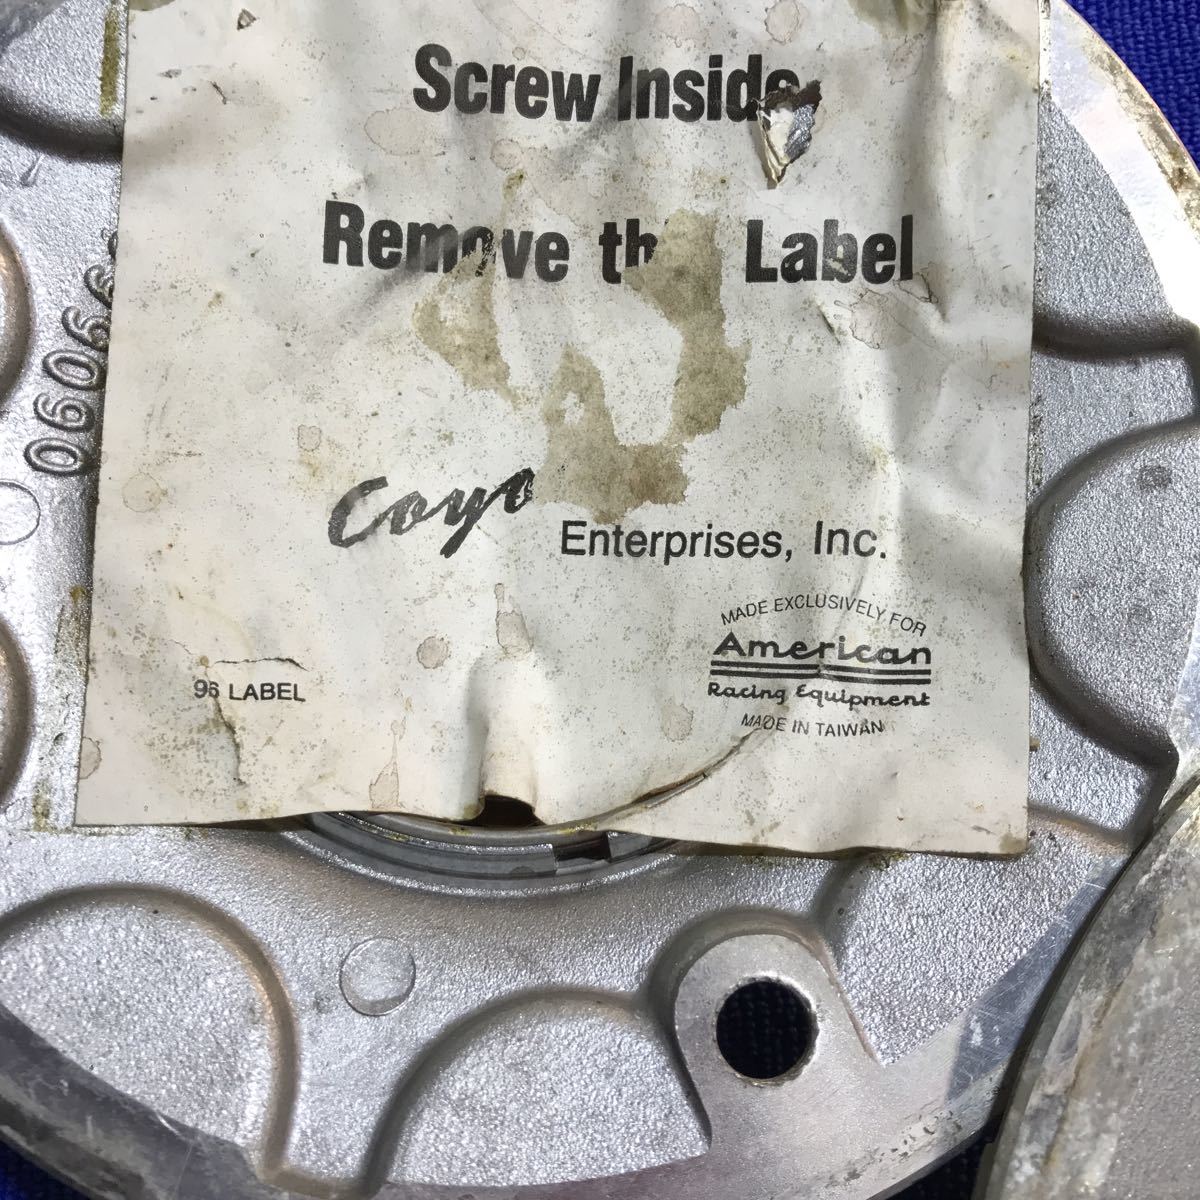 Screw Inside
Remove th Label
Coyo Enterprises, Inc.
MADE EXCLUSIVELY FOR
American
Racing Equipment
MADE IN TAIWAN
96 LABEL